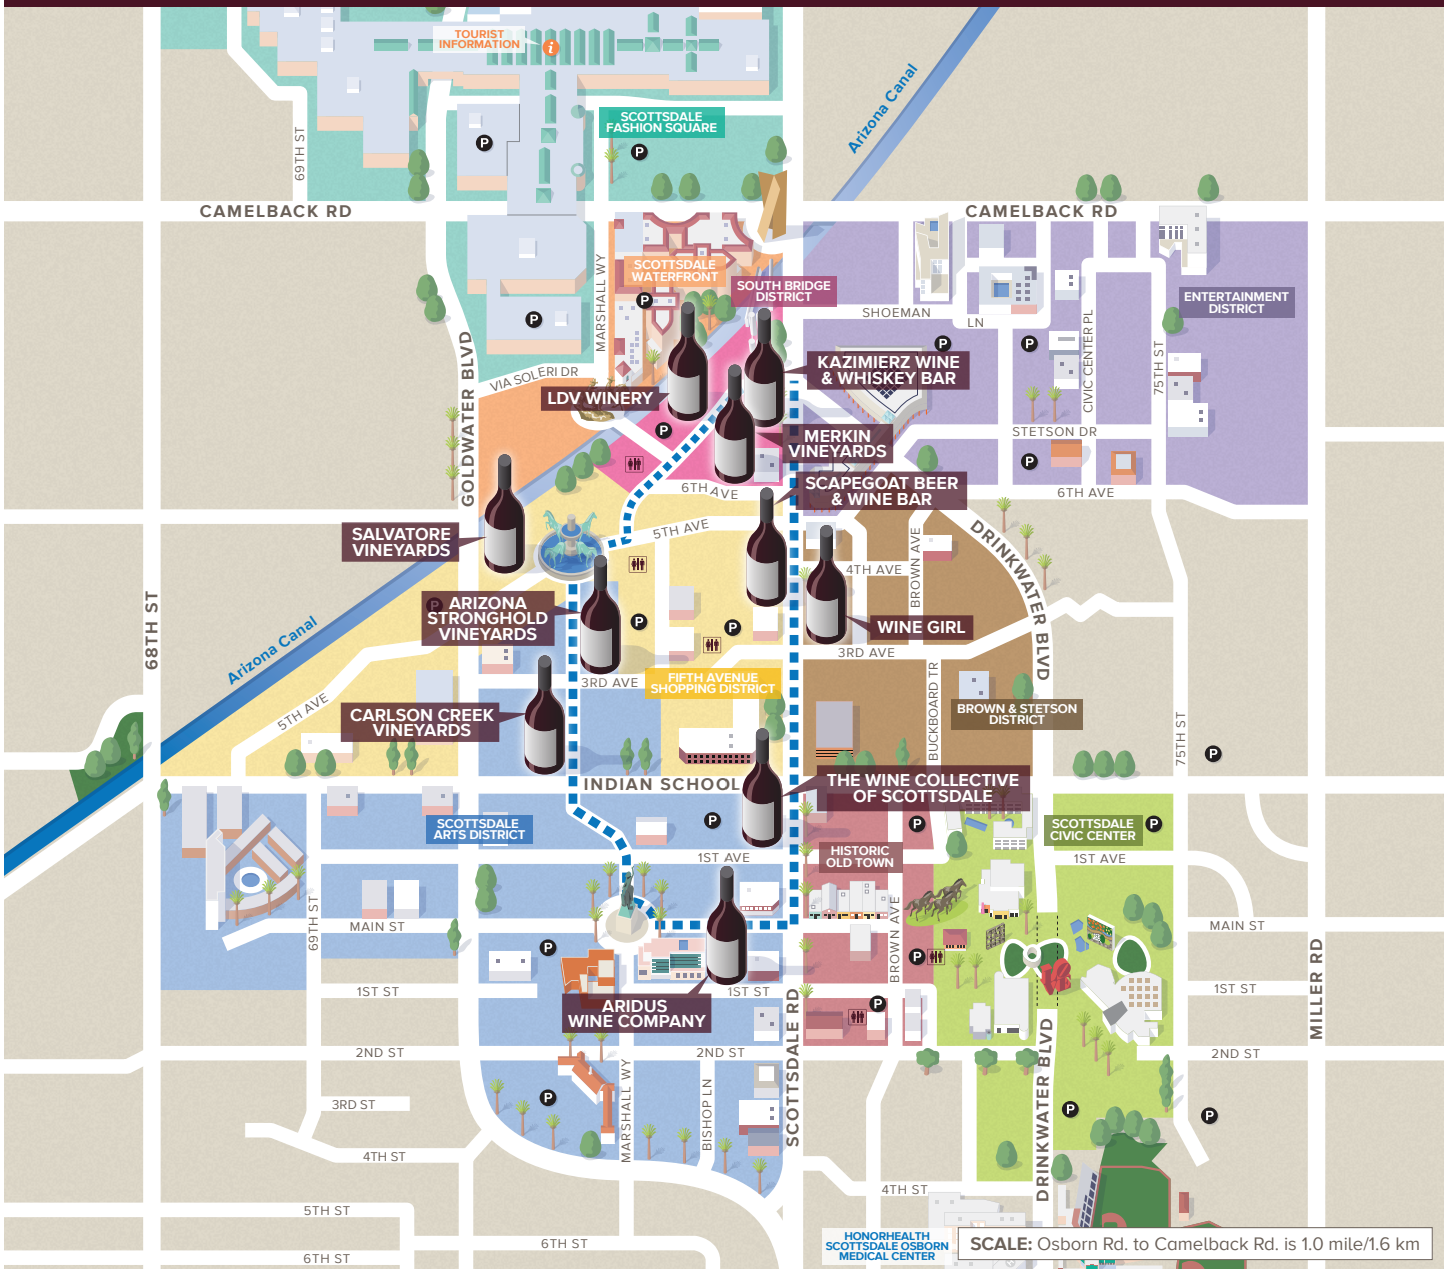 TOURIST
INFORMATION
i
Arizona Canal
SCOTTSDALE
FASHION SQUARE
P
P
69TH ST
CAMELBACK RD
CAMELBACK RD
MARSHALL WY
SCOTTSDALE
WATERFRONT
SOUTH BRIDGE
DISTRICT
ENTERTAINMENT
DISTRICT
P
P
SHOEMAN
LN
P
P
CIVIC CENTER PL
75TH ST
GOLDWATER BLVD
VIA SOLERI DR
KAZIMIERZ WINE
& WHISKEY BAR
LDV WINERY
P
MERKIN
VINEYARDS
STETSON DR
P
6TH AVE
SCAPEGOAT BEER
& WINE BAR
6TH AVE
SALVATORE
VINEYARDS
5TH AVE
DRINKWATER BLVD
4TH AVE
BROWN AVE
68TH ST
P
ARIZONA
STRONGHOLD
VINEYARDS
P
P
WINE GIRL
Arizona Canal
3RD AVE
3RD AVE
FIFTH AVENUE
SHOPPING DISTRICT
BUCKBOARD TR
BROWN & STETSON
DISTRICT
5TH AVE
CARLSON CREEK
VINEYARDS
75TH ST
P
INDIAN SCHOOL
THE WINE COLLECTIVE
OF SCOTTSDALE
SCOTTSDALE
ARTS DISTRICT
P
P
SCOTTSDALE
CIVIC CENTER
P
1ST AVE
HISTORIC
OLD TOWN
1ST AVE
69TH ST
MAIN ST
BROWN AVE
MAIN ST
P
P
MILLER RD
1ST ST
1ST ST
1ST ST
ARIDUS
WINE COMPANY
P
SCOTTSDALE RD
2ND ST
2ND ST
2ND ST
MARSHALL WY
BISHOP LN
DRINKWATER BLVD
3RD ST
P
P
P
4TH ST
4TH ST
5TH ST
6TH ST
6TH ST
HONORHEALTH
SCOTTSDALE OSBORN
MEDICAL CENTER
SCALE: Osborn Rd. to Camelback Rd. is 1.0 mile/1.6 km